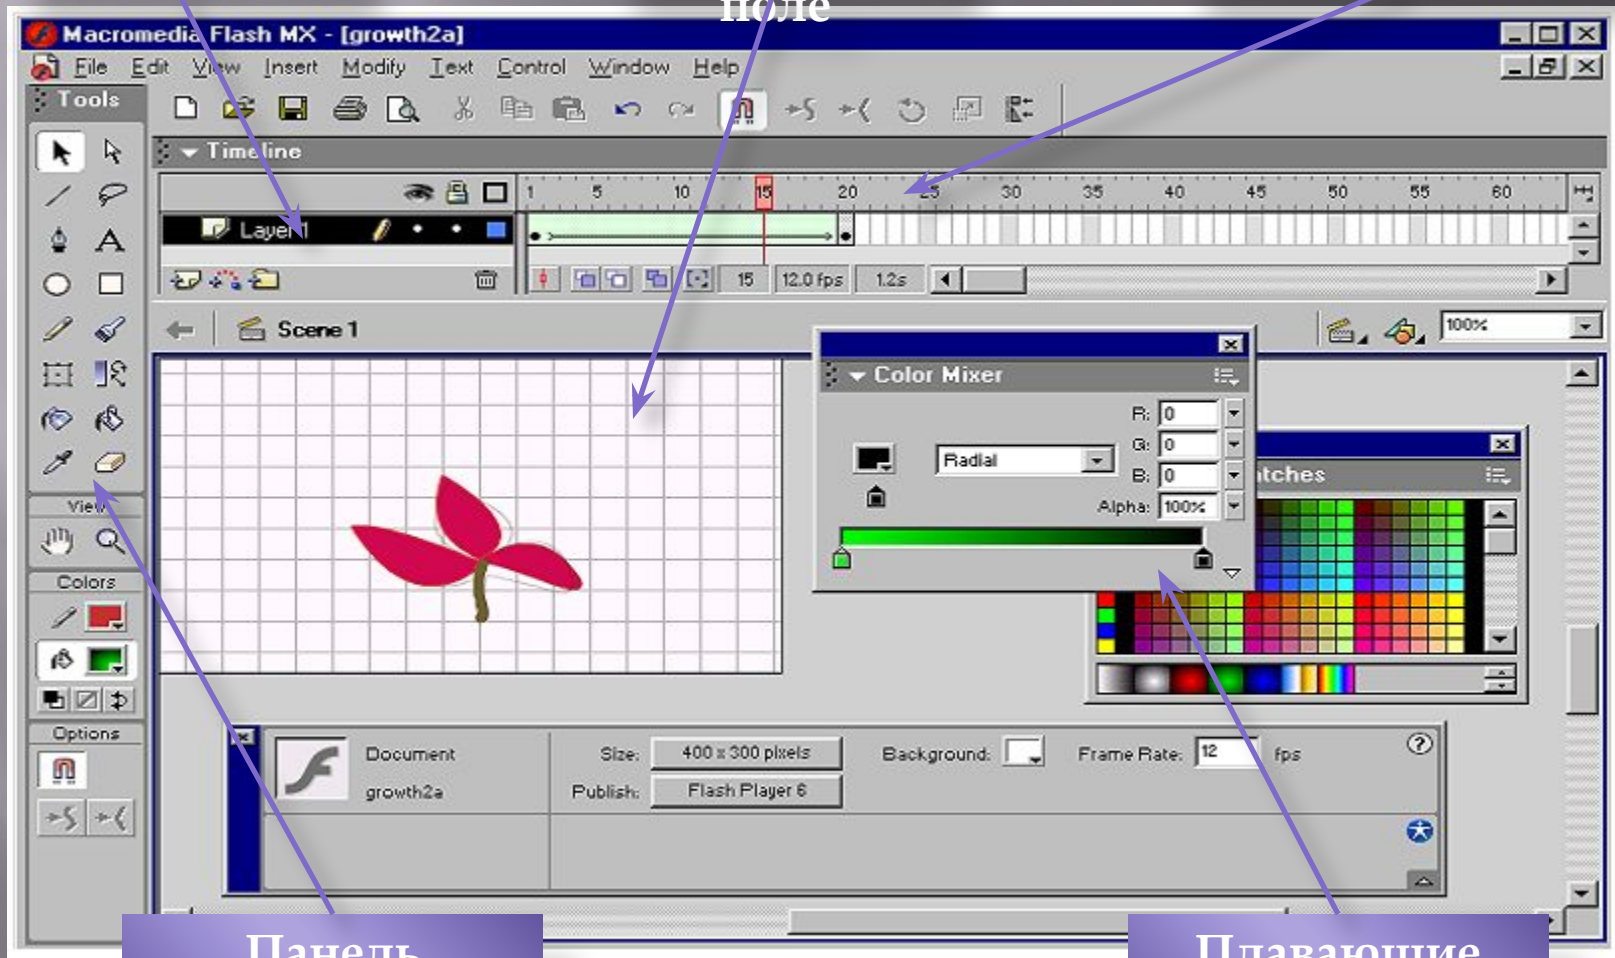 поле
Macromedia Flash MX - [growth2a]
File Edit View Insert Modify Text Control Window Help
Tools
Timeline
1 5 10 15 20 25 30 35 40 45 50 55 60
Layer 1
15 12.0 fps 1.2s
Scene 1
100%
Color Mixer
R: 0
G: 0
Radial
B: 0
Alpha: 100%
tches
View
Colors
Options
Document
Size: 400 x 300 pixels
Background:
Frame Rate: 12 fps
growth2a
Publish: Flash Player 6
Панель
Плавающие